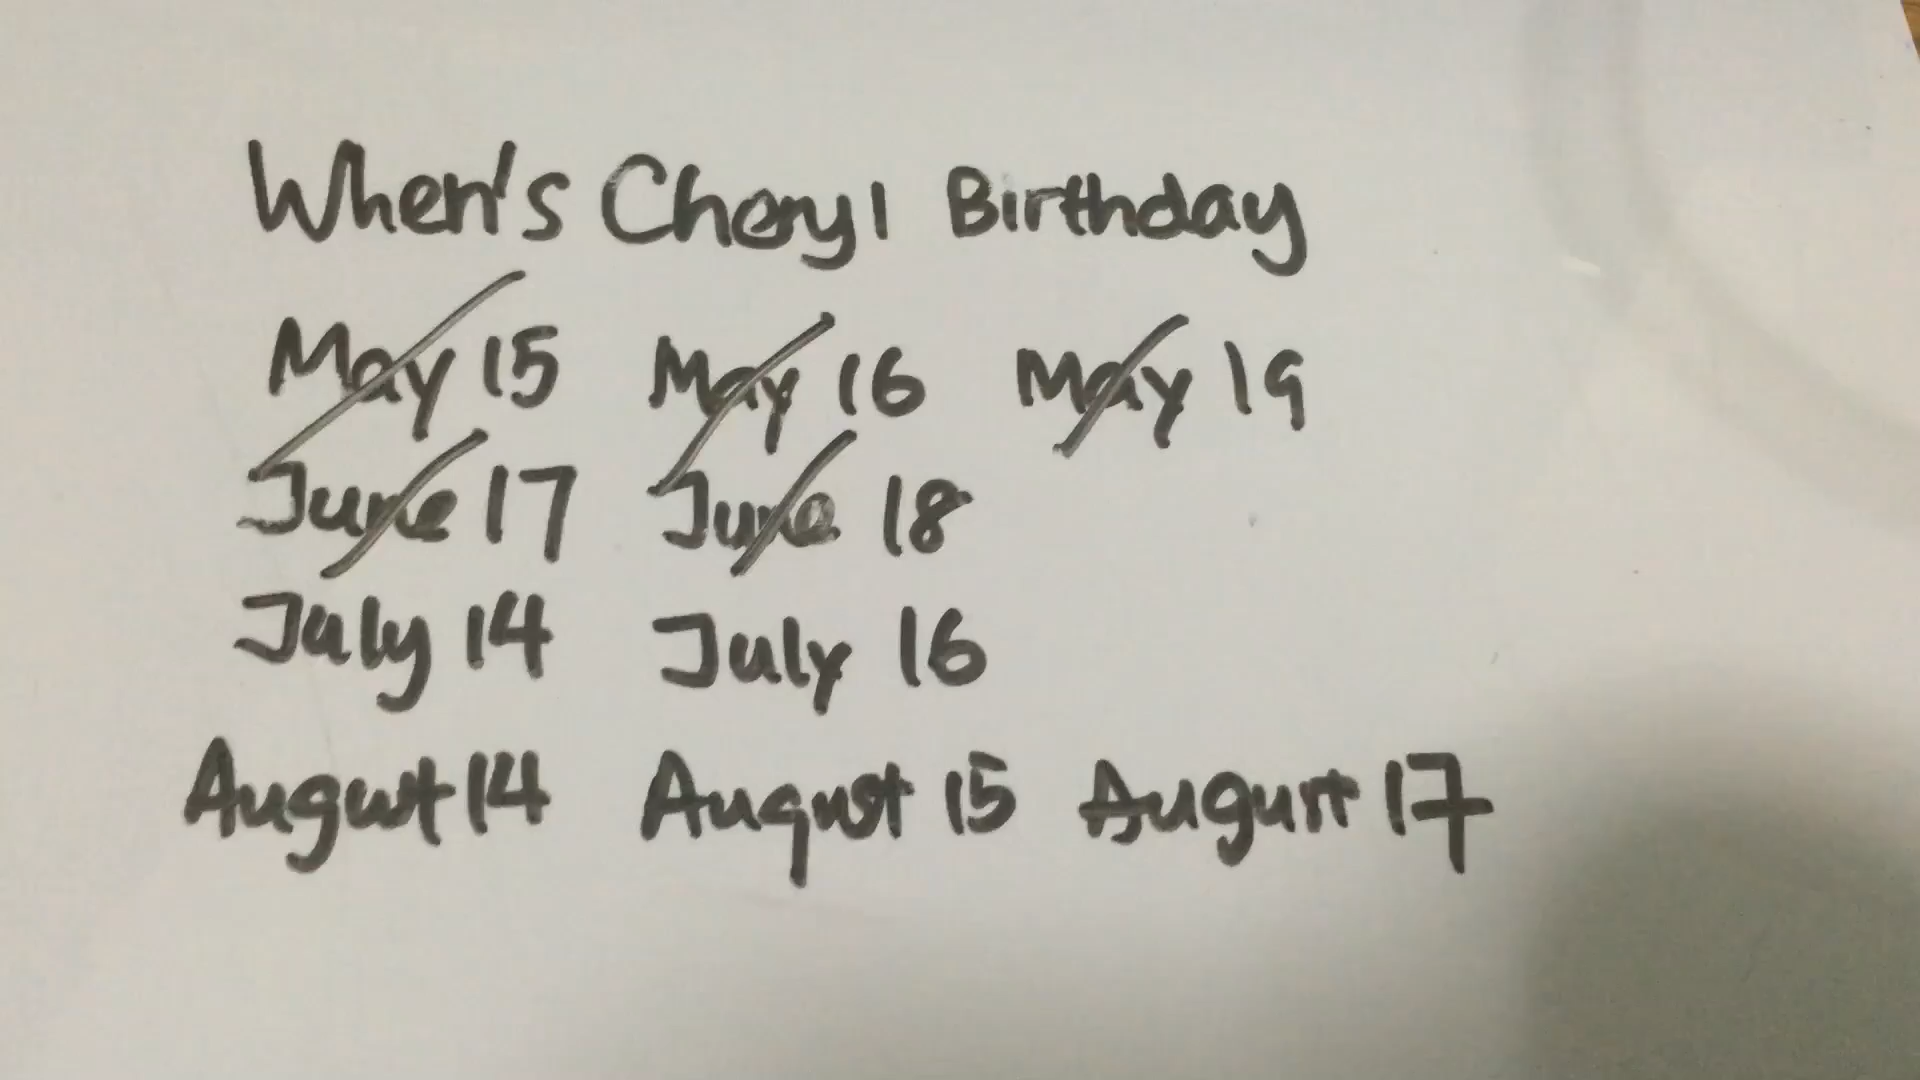 When's Cheryl Birthday
May 15 May 16 May 19
June 17 June 18
July 14 July 16
August 14 August 15 August 17